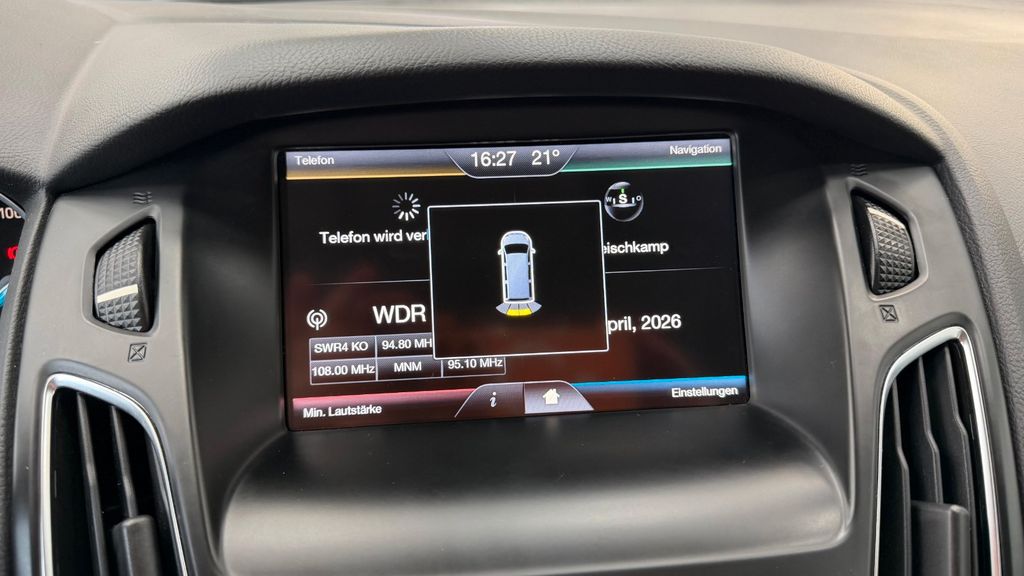 Telefon
16:27 21°
Navigation
100
W S O
Telefon wird ver
eischkamp
WDR
pril, 2026
SWR4 KO
94.80 MH
108.00 MHz
MNM
95.10 MHz
Min. Lautstärke
i
Einstellungen